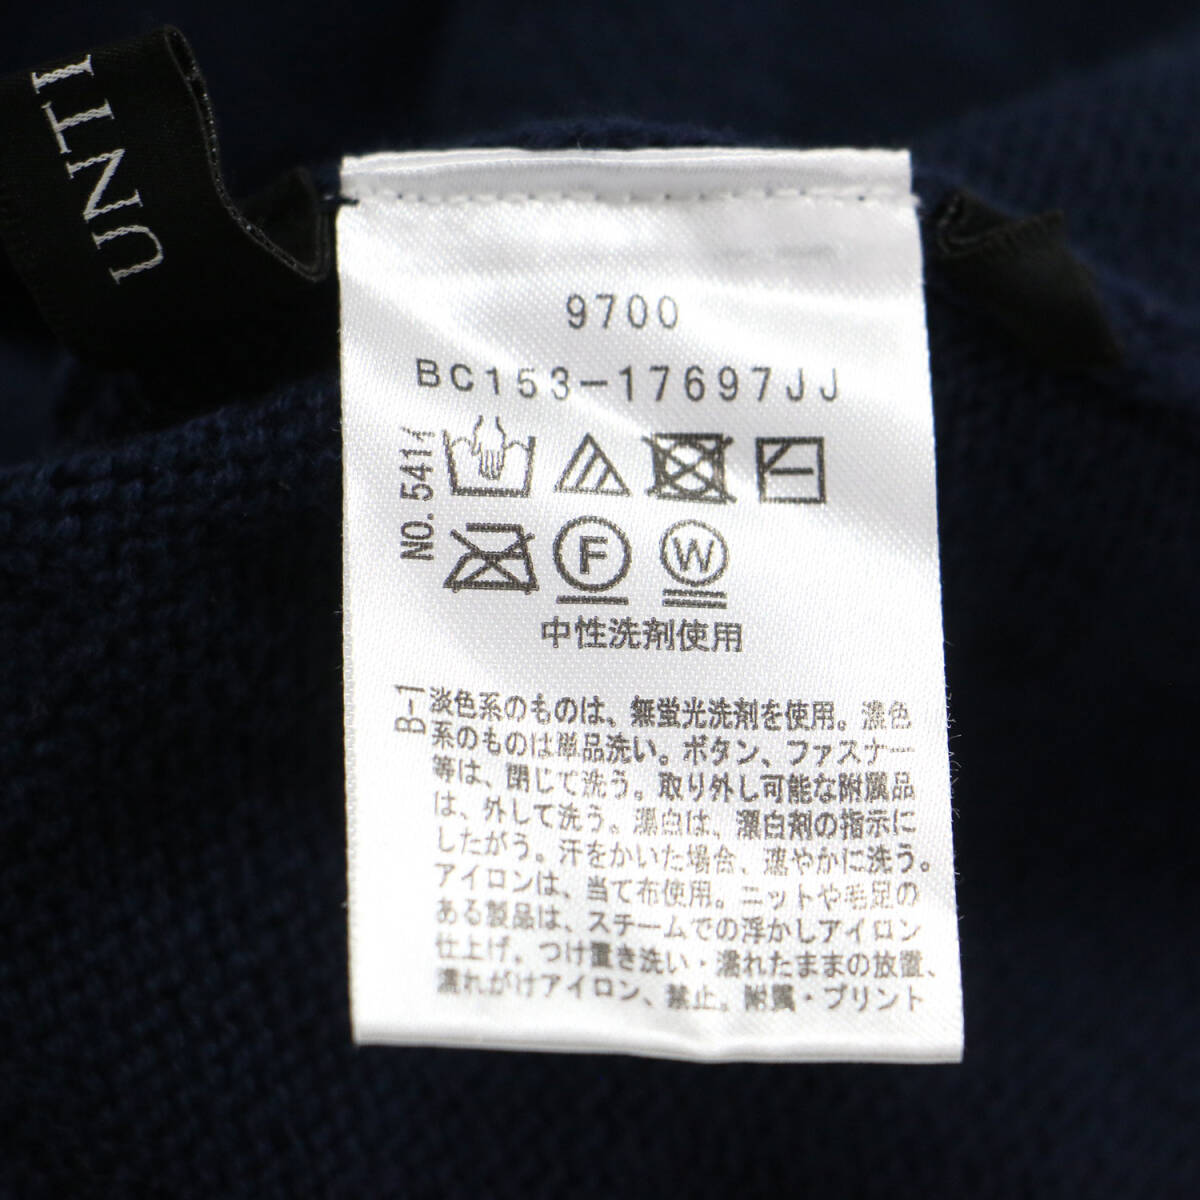 UNTI
9700
BC153-17697JJ
NO.5411
F
W
中性洗剤使用
B-1
淡色系のものは、無蛍光洗剤を使用。濃色
系のものは単品洗い。ボタン、ファスナー
等は、閉じて洗う。取り外し可能な附属品
は、外して洗う。漂白は、漂白剤の指示に
したがう。汗をかいた場合、速やかに洗う。
アイロンは、当て布使用。ニットや毛足の
ある製品は、スチームでの浮かしアイロン
仕上げ。つけ置き洗い・濡れたままの放置、
濡れがけアイロン、禁止。附属・プリント